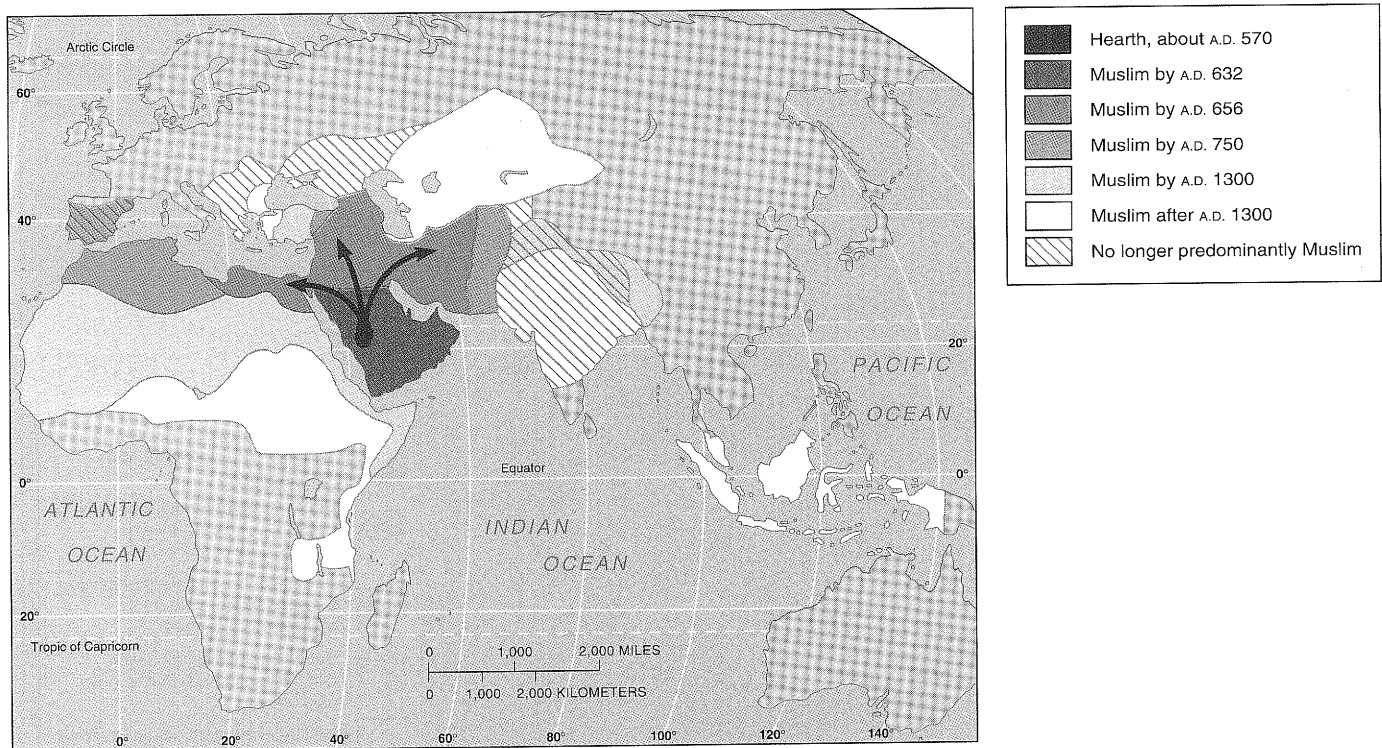 Arctic Circle
60°
40°
20°
PACIFIC
OCEAN
Equator
0°
0°
ATLANTIC
OCEAN
INDIAN
OCEAN
20°
Tropic of Capricorn
0 1,000 2,000 MILES
0 1,000 2,000 KILOMETERS
0° 20° 40° 60° 80° 100° 120° 140°
Hearth, about A.D. 570
Muslim by A.D. 632
Muslim by A.D. 656
Muslim by A.D. 750
Muslim by A.D. 1300
Muslim after A.D. 1300
No longer predominantly Muslim